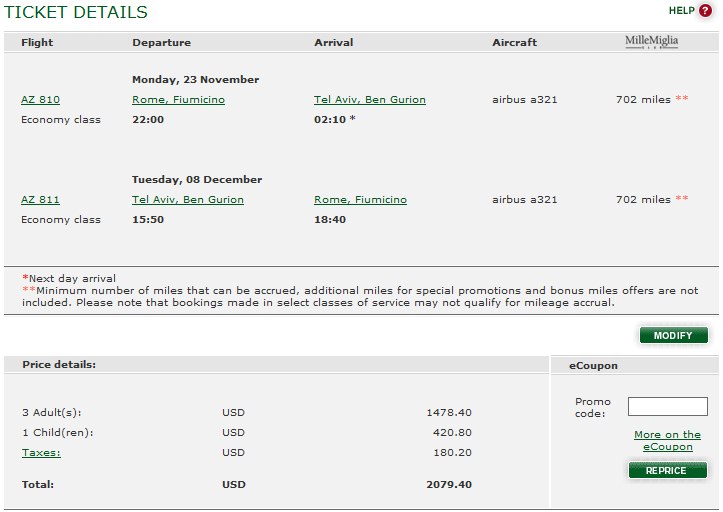 TICKET DETAILS
HELP ?
Flight Departure Arrival Aircraft MilleMiglia
Monday, 23 November
AZ 810 Rome, Fiumicino Tel Aviv, Ben Gurion airbus a321 702 miles **
Economy class 22:00 02:10 *
Tuesday, 08 December
AZ 811 Tel Aviv, Ben Gurion Rome, Fiumicino airbus a321 702 miles **
Economy class 15:50 18:40
*Next day arrival
**Minimum number of miles that can be accrued, additional miles for special promotions and bonus miles offers are not
included. Please note that bookings made in select classes of service may not qualify for mileage accrual.
MODIFY
Price details: eCoupon
3 Adult(s): USD 1478.40
1 Child(ren): USD 420.80
Taxes: USD 180.20
Total: USD 2079.40
Promo
code:
More on the
eCoupon
REPRICE